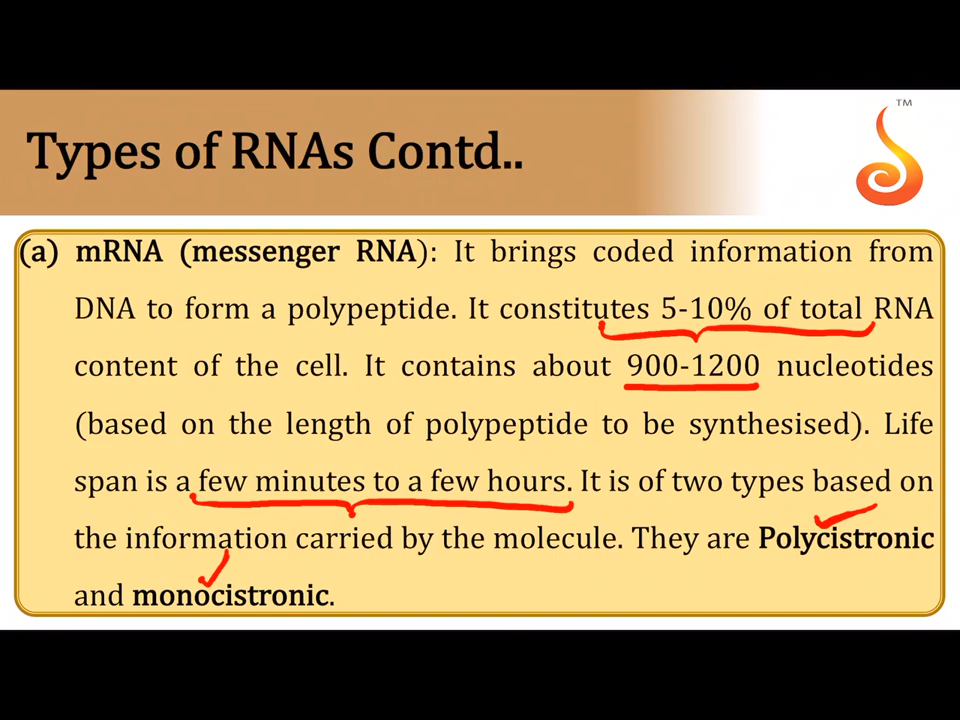 TM
Types of RNAs Contd..
(a) mRNA (messenger RNA): It brings coded information from
DNA to form a polypeptide. It constitutes 5-10% of total RNA
content of the cell. It contains about 900-1200 nucleotides
(based on the length of polypeptide to be synthesised). Life
span is a few minutes to a few hours. It is of two types based on
the information carried by the molecule. They are Polycistronic
and monocistronic.